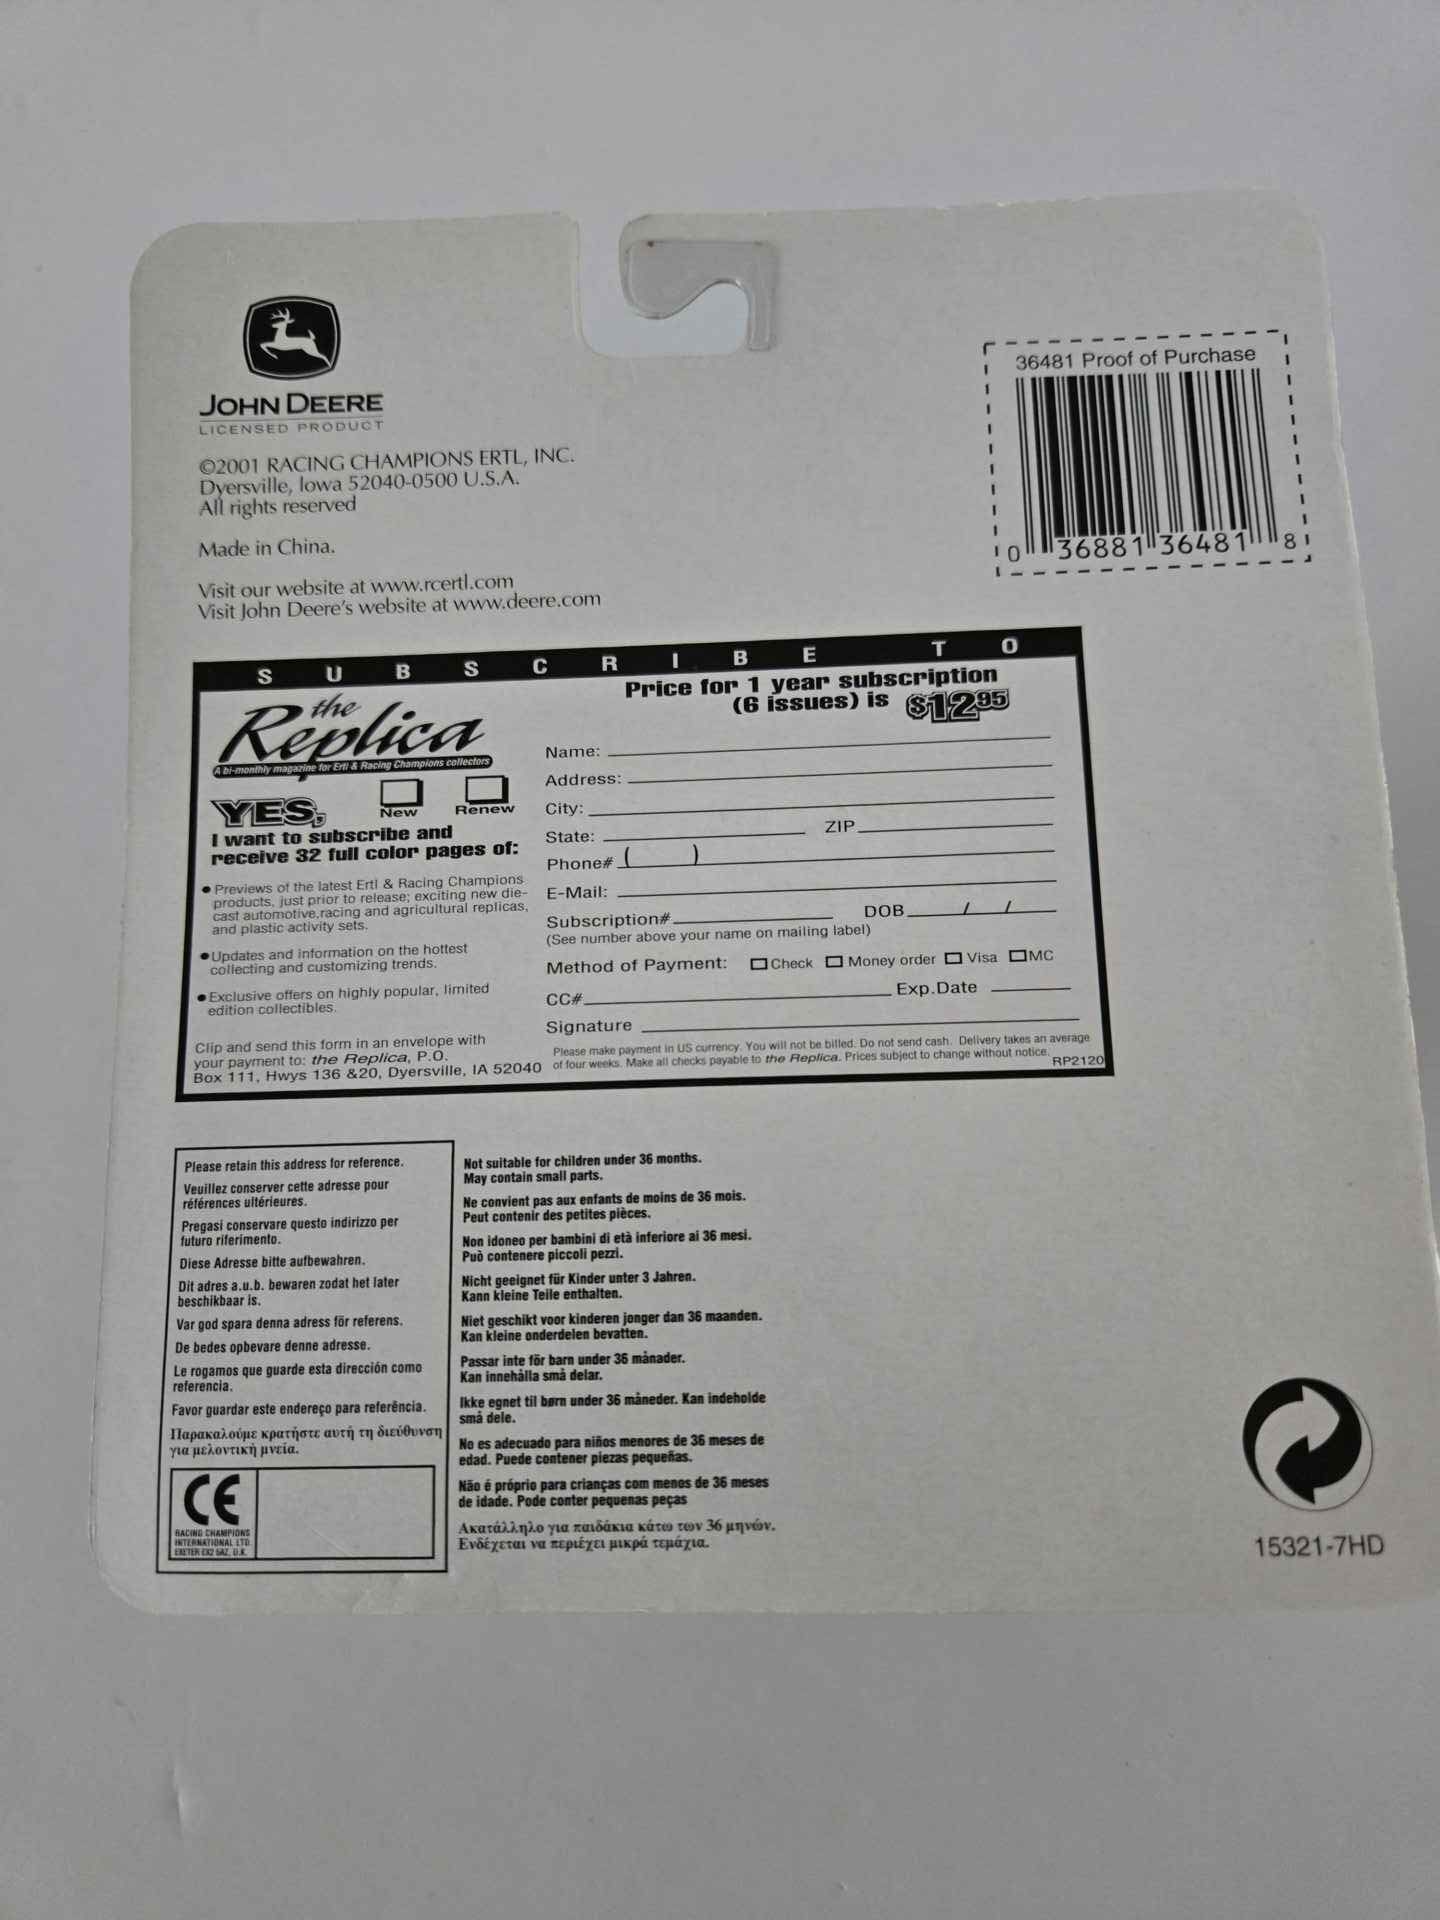 JOHN DEERE
LICENSED PRODUCT
©2001 RACING CHAMPIONS ERTL, INC.
Dyersville, Iowa 52040-0500 U.S.A.
All rights reserved
Made in China.
Visit our website at www.rcertl.com
Visit John Deere's website at www.deere.com
36481 Proof of Purchase
0 36881 36481 8
SUBSCRIBE TO
the
Replica
A bi-monthly magazine for Ertl & Racing Champions collectors
YES,
New
Renew
I want to subscribe and
receive 32 full color pages of:
● Previews of the latest Ertl & Racing Champions
products, just prior to release; exciting new die-
cast automotive,racing and agricultural replicas,
and plastic activity sets.
● Updates and information on the hottest
collecting and customizing trends.
● Exclusive offers on highly popular, limited
edition collectibles.
Clip and send this form in an envelope with
your payment to: the Replica, P.O.
Box 111, Hwys 136 &20, Dyersville, IA 52040
Price for 1 year subscription
(6 issues) is $12.95
Name:
Address:
City:
State: ZIP
Phone# ( )
E-Mail:
Subscription# DOB / /
(See number above your name on mailing label)
Method of Payment: Check Money order Visa MC
CC# Exp.Date
Signature
Please make payment in US currency. You will not be billed. Do not send cash. Delivery takes an average
of four weeks. Make all checks payable to the Replica. Prices subject to change without notice. RP2120
Please retain this address for reference.
Veuillez conserver cette adresse pour
références ultérieures.
Pregasi conservare questo indirizzo per
futuro riferimento.
Diese Adresse bitte aufbewahren.
Dit adres a.u.b. bewaren zodat het later
beschikbaar is.
Var god spara denna adress för referens.
De bedes opbevare denne adresse.
Le rogamos que guarde esta dirección como
referencia.
Favor guardar este endereço para referência.
Παρακαλούμε κρατήστε αυτή τη διεύθυνση
για μελοντική μνεία.
CE
RACING CHAMPIONS
INTERNATIONAL LTD.
EXETER EX2 5AZ, U.K.
Not suitable for children under 36 months.
May contain small parts.
Ne convient pas aux enfants de moins de 36 mois.
Peut contenir des petites pièces.
Non idoneo per bambini di età inferiore ai 36 mesi.
Può contenere piccoli pezzi.
Nicht geeignet für Kinder unter 3 Jahren.
Kann kleine Teile enthalten.
Niet geschikt voor kinderen jonger dan 36 maanden.
Kan kleine onderdelen bevatten.
Passar inte för barn under 36 månader.
Kan innehålla små delar.
Ikke egnet til børn under 36 måneder. Kan indeholde
små dele.
No es adecuado para niños menores de 36 meses de
edad. Puede contener piezas pequeñas.
Não é próprio para crianças com menos de 36 meses
de idade. Pode conter pequenas peças
Ακατάλληλο για παιδάκια κάτω των 36 μηνών.
Ενδέχεται να περιέχει μικρά τεμάχια.
15321-7HD